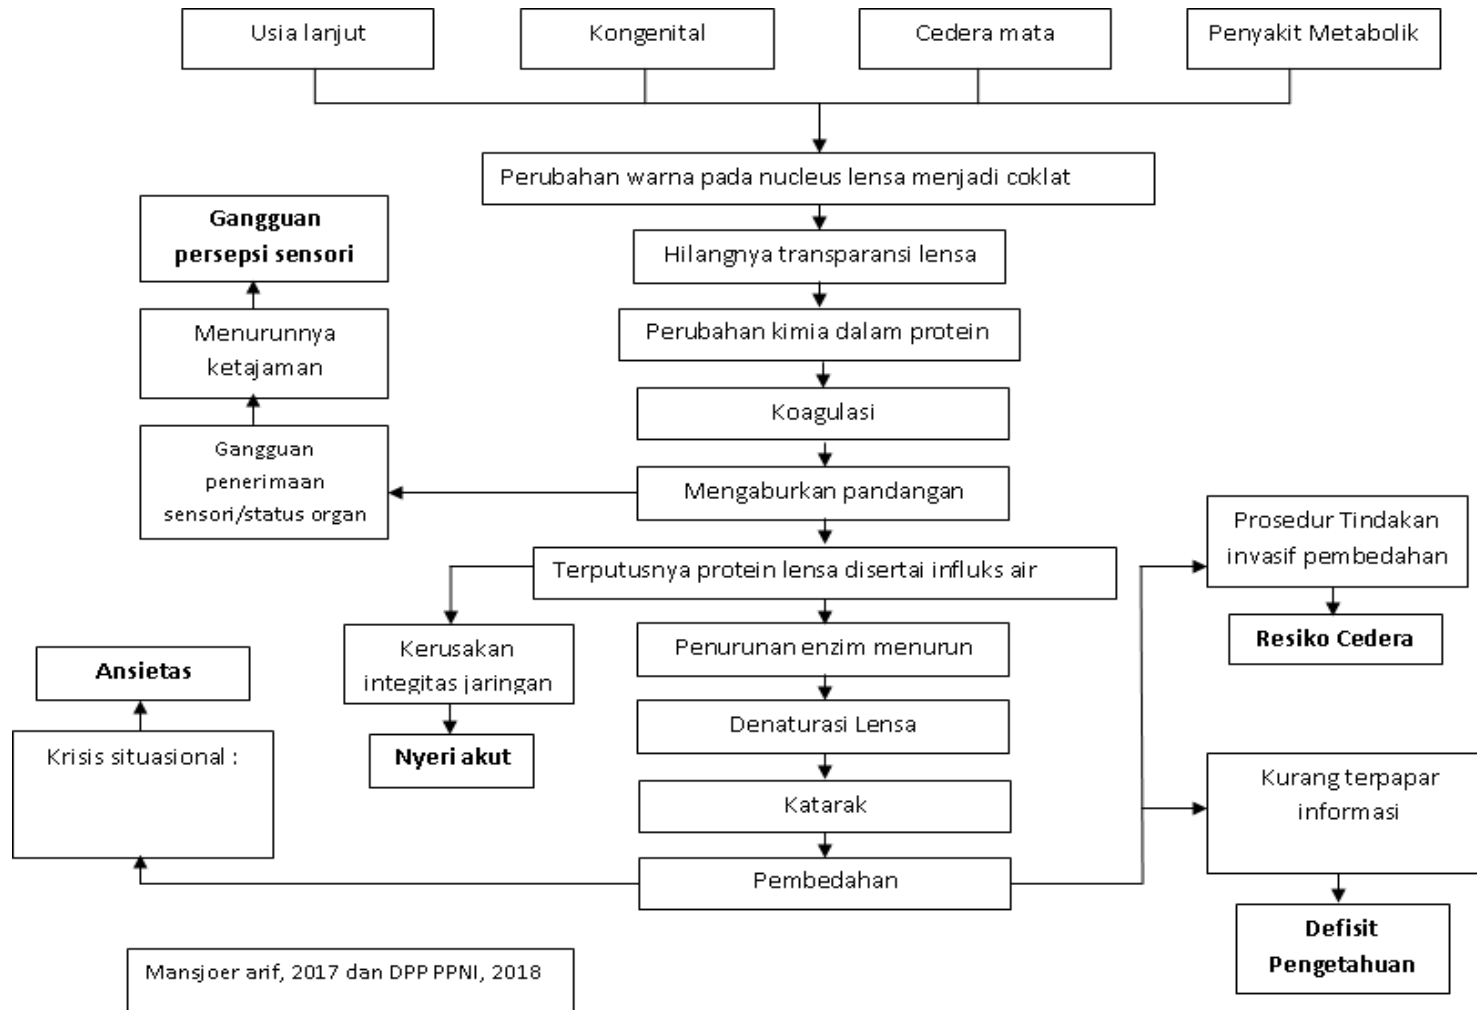 Usia lanjut
Kongenital
Cedera mata
Penyakit Metabolik
Perubahan warna pada nucleus lensa menjadi coklat
Gangguan
persepsi sensori
Hilangnya transparansi lensa
Menurunnya
ketajaman
Perubahan kimia dalam protein
Koagulasi
Gangguan
penerimaan
sensori/status organ
Mengaburkan pandangan
Prosedur Tindakan
invasif pembedahan
Terputusnya protein lensa disertai influks air
Resiko Cedera
Kerusakan
integitas jaringan
Penurunan enzim menurun
Ansietas
Nyeri akut
Denaturasi Lensa
Krisis situasional :
Katarak
Kurang terpapar
informasi
Pembedahan
Defisit
Pengetahuan
Mansjoer arif, 2017 dan DPP PPNI, 2018